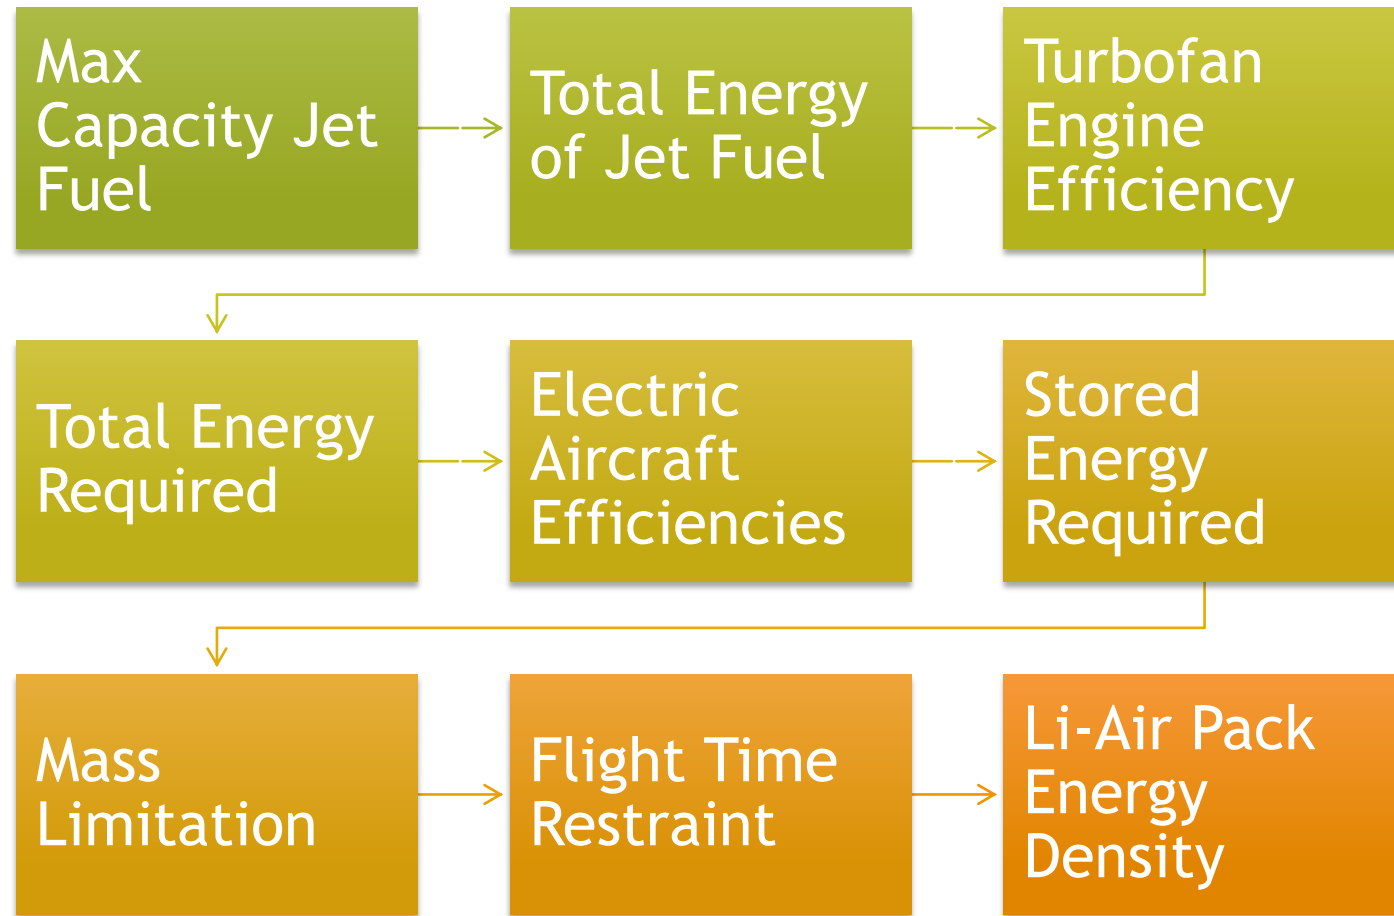 Max
Capacity Jet
Fuel
Total Energy
of Jet Fuel
Turbofan
Engine
Efficiency
Total Energy
Required
Electric
Aircraft
Efficiencies
Stored
Energy
Required
Mass
Limitation
Flight Time
Restraint
Li-Air Pack
Energy
Density